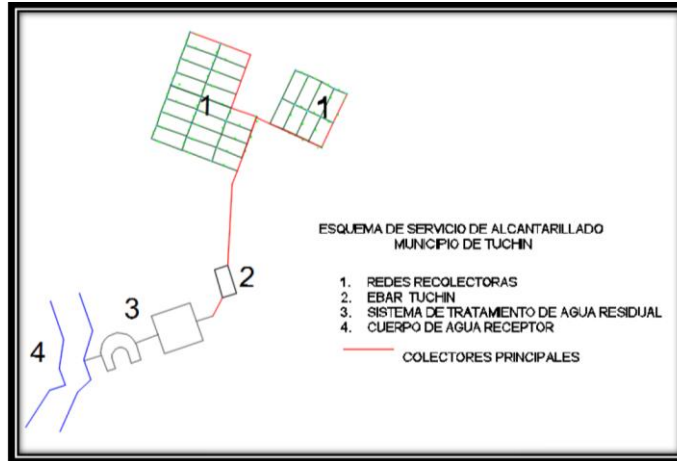 1
1
2
3
4
ESQUEMA DE SERVICIO DE ALCANTARILLADO
MUNICIPIO DE TUCHIN
1. REDES RECOLECTORAS
2. EBAR TUCHIN
3. SISTEMA DE TRATAMIENTO DE AGUA RESIDUAL
4. CUERPO DE AGUA RECEPTOR
COLECTORES PRINCIPALES